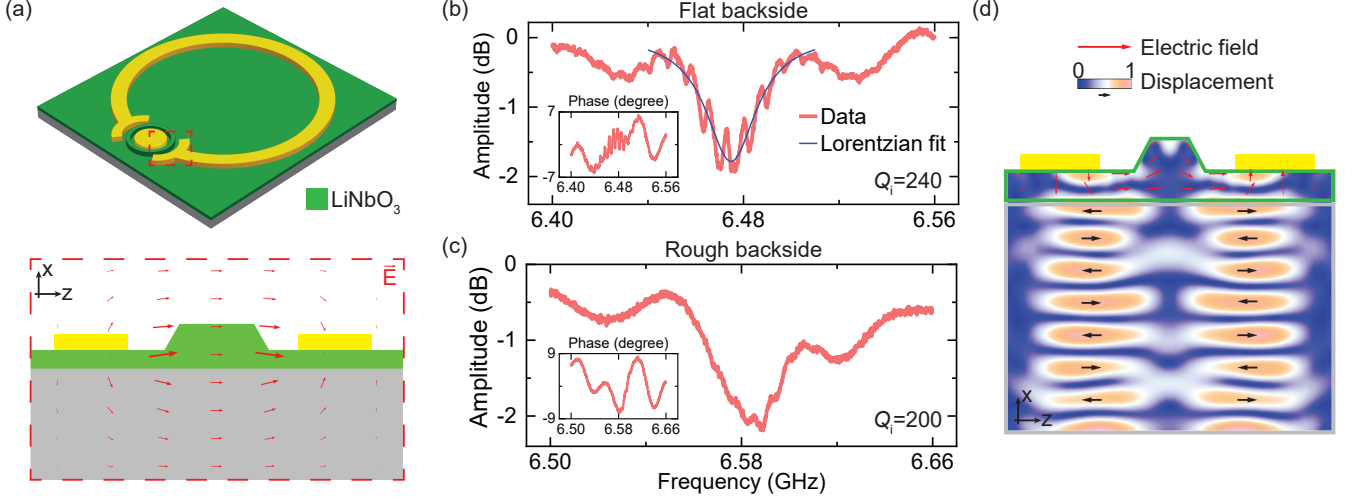 (a)
LiNbO3
x
z
E
(b)
Flat backside
Amplitude (dB)
0
-1
-2
Phase (degree)
7
-7
6.40 6.48 6.56
Data
Lorentzian fit
Qi=240
6.40 6.48 6.56
(c)
Rough backside
Amplitude (dB)
0
-1
-2
Phase (degree)
9
-9
6.50 6.58 6.66
Qi=200
6.50 6.58 6.66
Frequency (GHz)
(d)
Electric field
0 1
Displacement
x
z